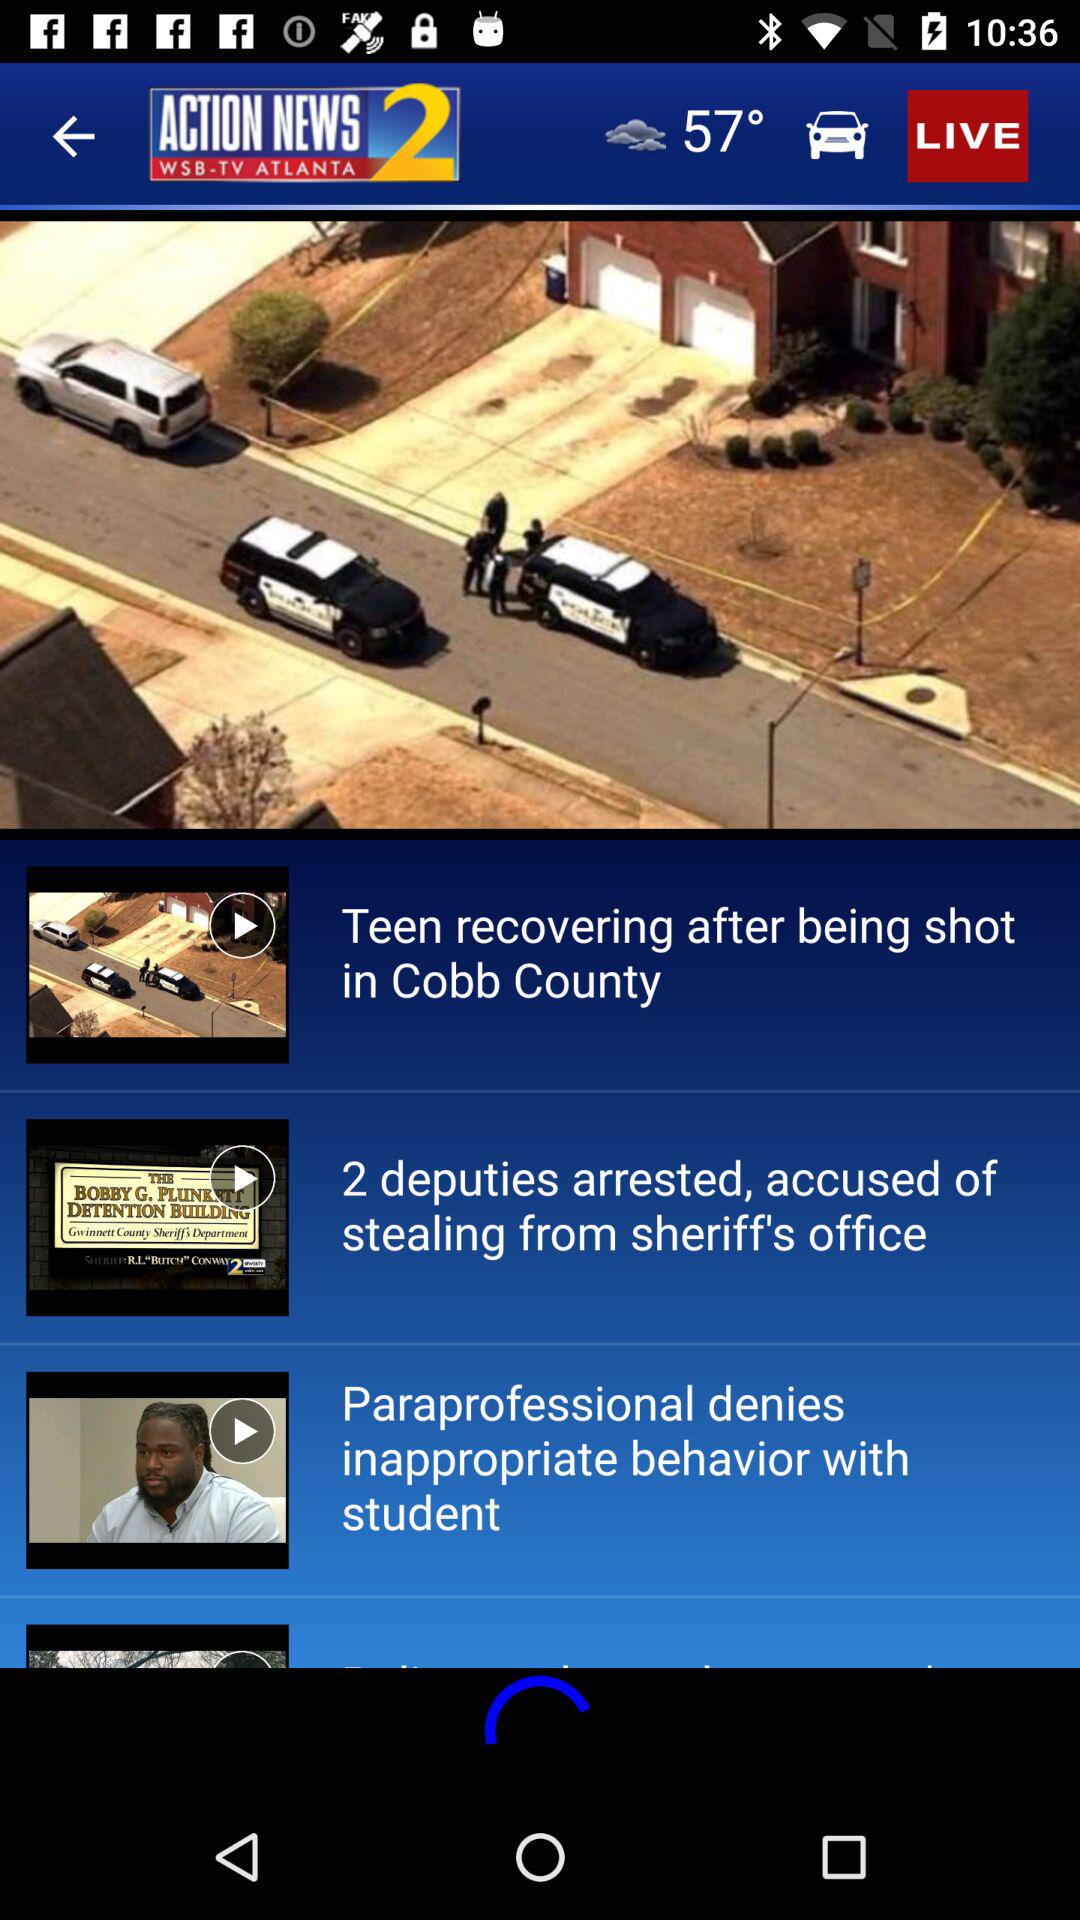 FAKE
10:36
ACTION NEWS 2
WSB-TV ATLANTA
57°
LIVE
Teen recovering after being shot
in Cobb County
THE
BOBBY G. PLUNKETT
DETENTION BUILDING
Gwinnett County Sheriff's Department
SHERIFF: R.L. "BUTCH" CONWAY
2
2 deputies arrested, accused of
stealing from sheriff's office
Paraprofessional denies
inappropriate behavior with
student